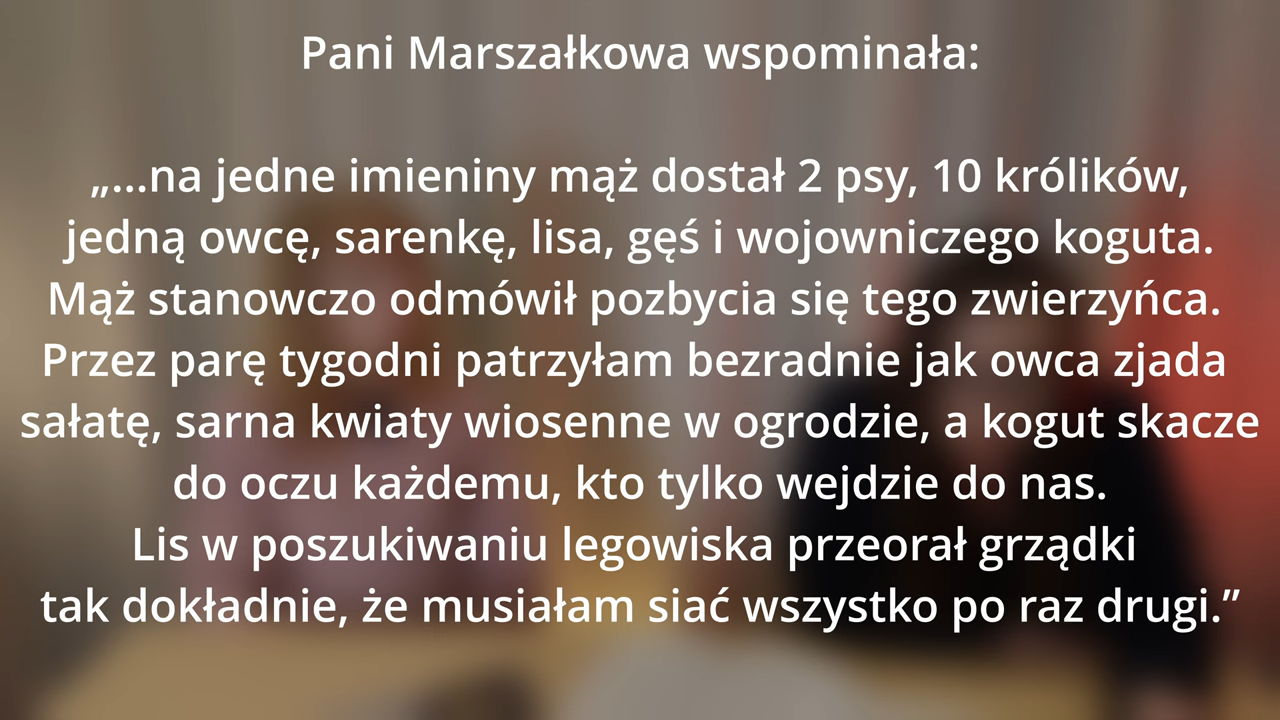 Pani Marszałkowa wspominała:
„...na jedne imieniny mąż dostał 2 psy, 10 królików,
jedną owcę, sarenkę, lisa, gęś i wojowniczego koguta.
Mąż stanowczo odmówił pozbycia się tego zwierzyńca.
Przez parę tygodni patrzyłam bezradnie jak owca zjada
sałatę, sarna kwiaty wiosenne w ogrodzie, a kogut skacze
do oczu każdemu, kto tylko wejdzie do nas.
Lis w poszukiwaniu legowiska przeorał grządki
tak dokładnie, że musiałam siać wszystko po raz drugi.”